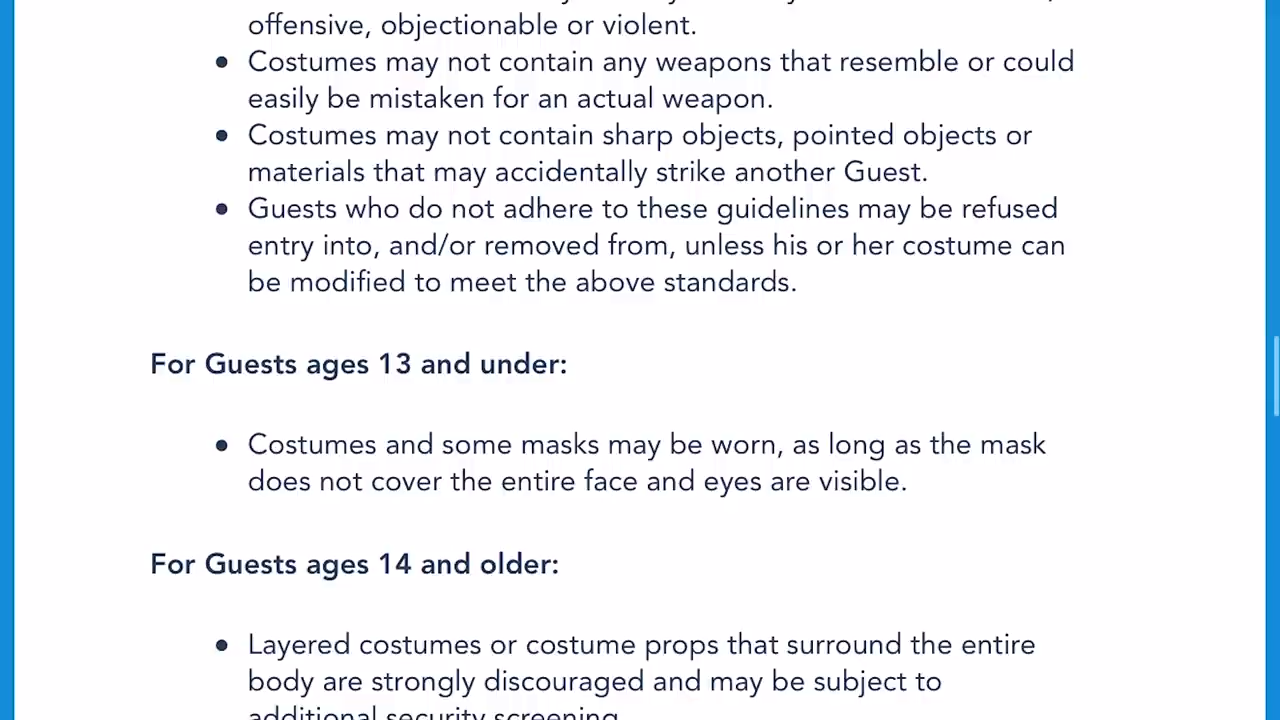 offensive, objectionable or violent.
• Costumes may not contain any weapons that resemble or could
easily be mistaken for an actual weapon.
• Costumes may not contain sharp objects, pointed objects or
materials that may accidentally strike another Guest.
• Guests who do not adhere to these guidelines may be refused
entry into, and/or removed from, unless his or her costume can
be modified to meet the above standards.
For Guests ages 13 and under:
• Costumes and some masks may be worn, as long as the mask
does not cover the entire face and eyes are visible.
For Guests ages 14 and older:
• Layered costumes or costume props that surround the entire
body are strongly discouraged and may be subject to
additional security screening